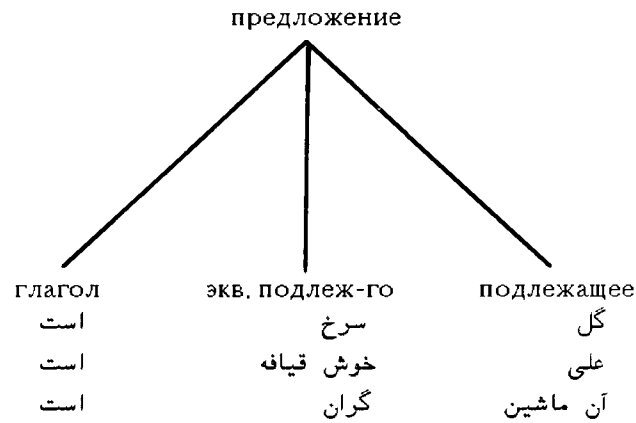 предложение
глагол экв. подлеж-го подлежащее
گل سرخ است
علی خوش قیافه است
آن ماشین گران است